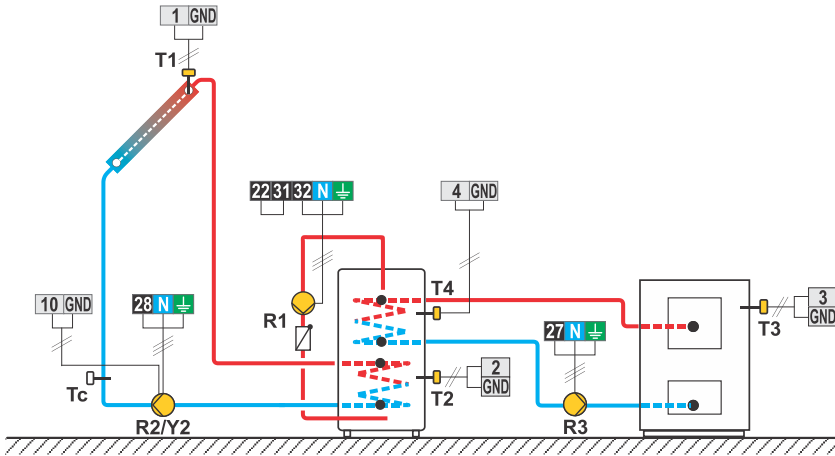 1 GND
T1
22 31 32 N
4 GND
10 GND
28 N
T4
3
GND
R1
27 N
T3
Tc
T2
2
GND
R2/Y2
R3